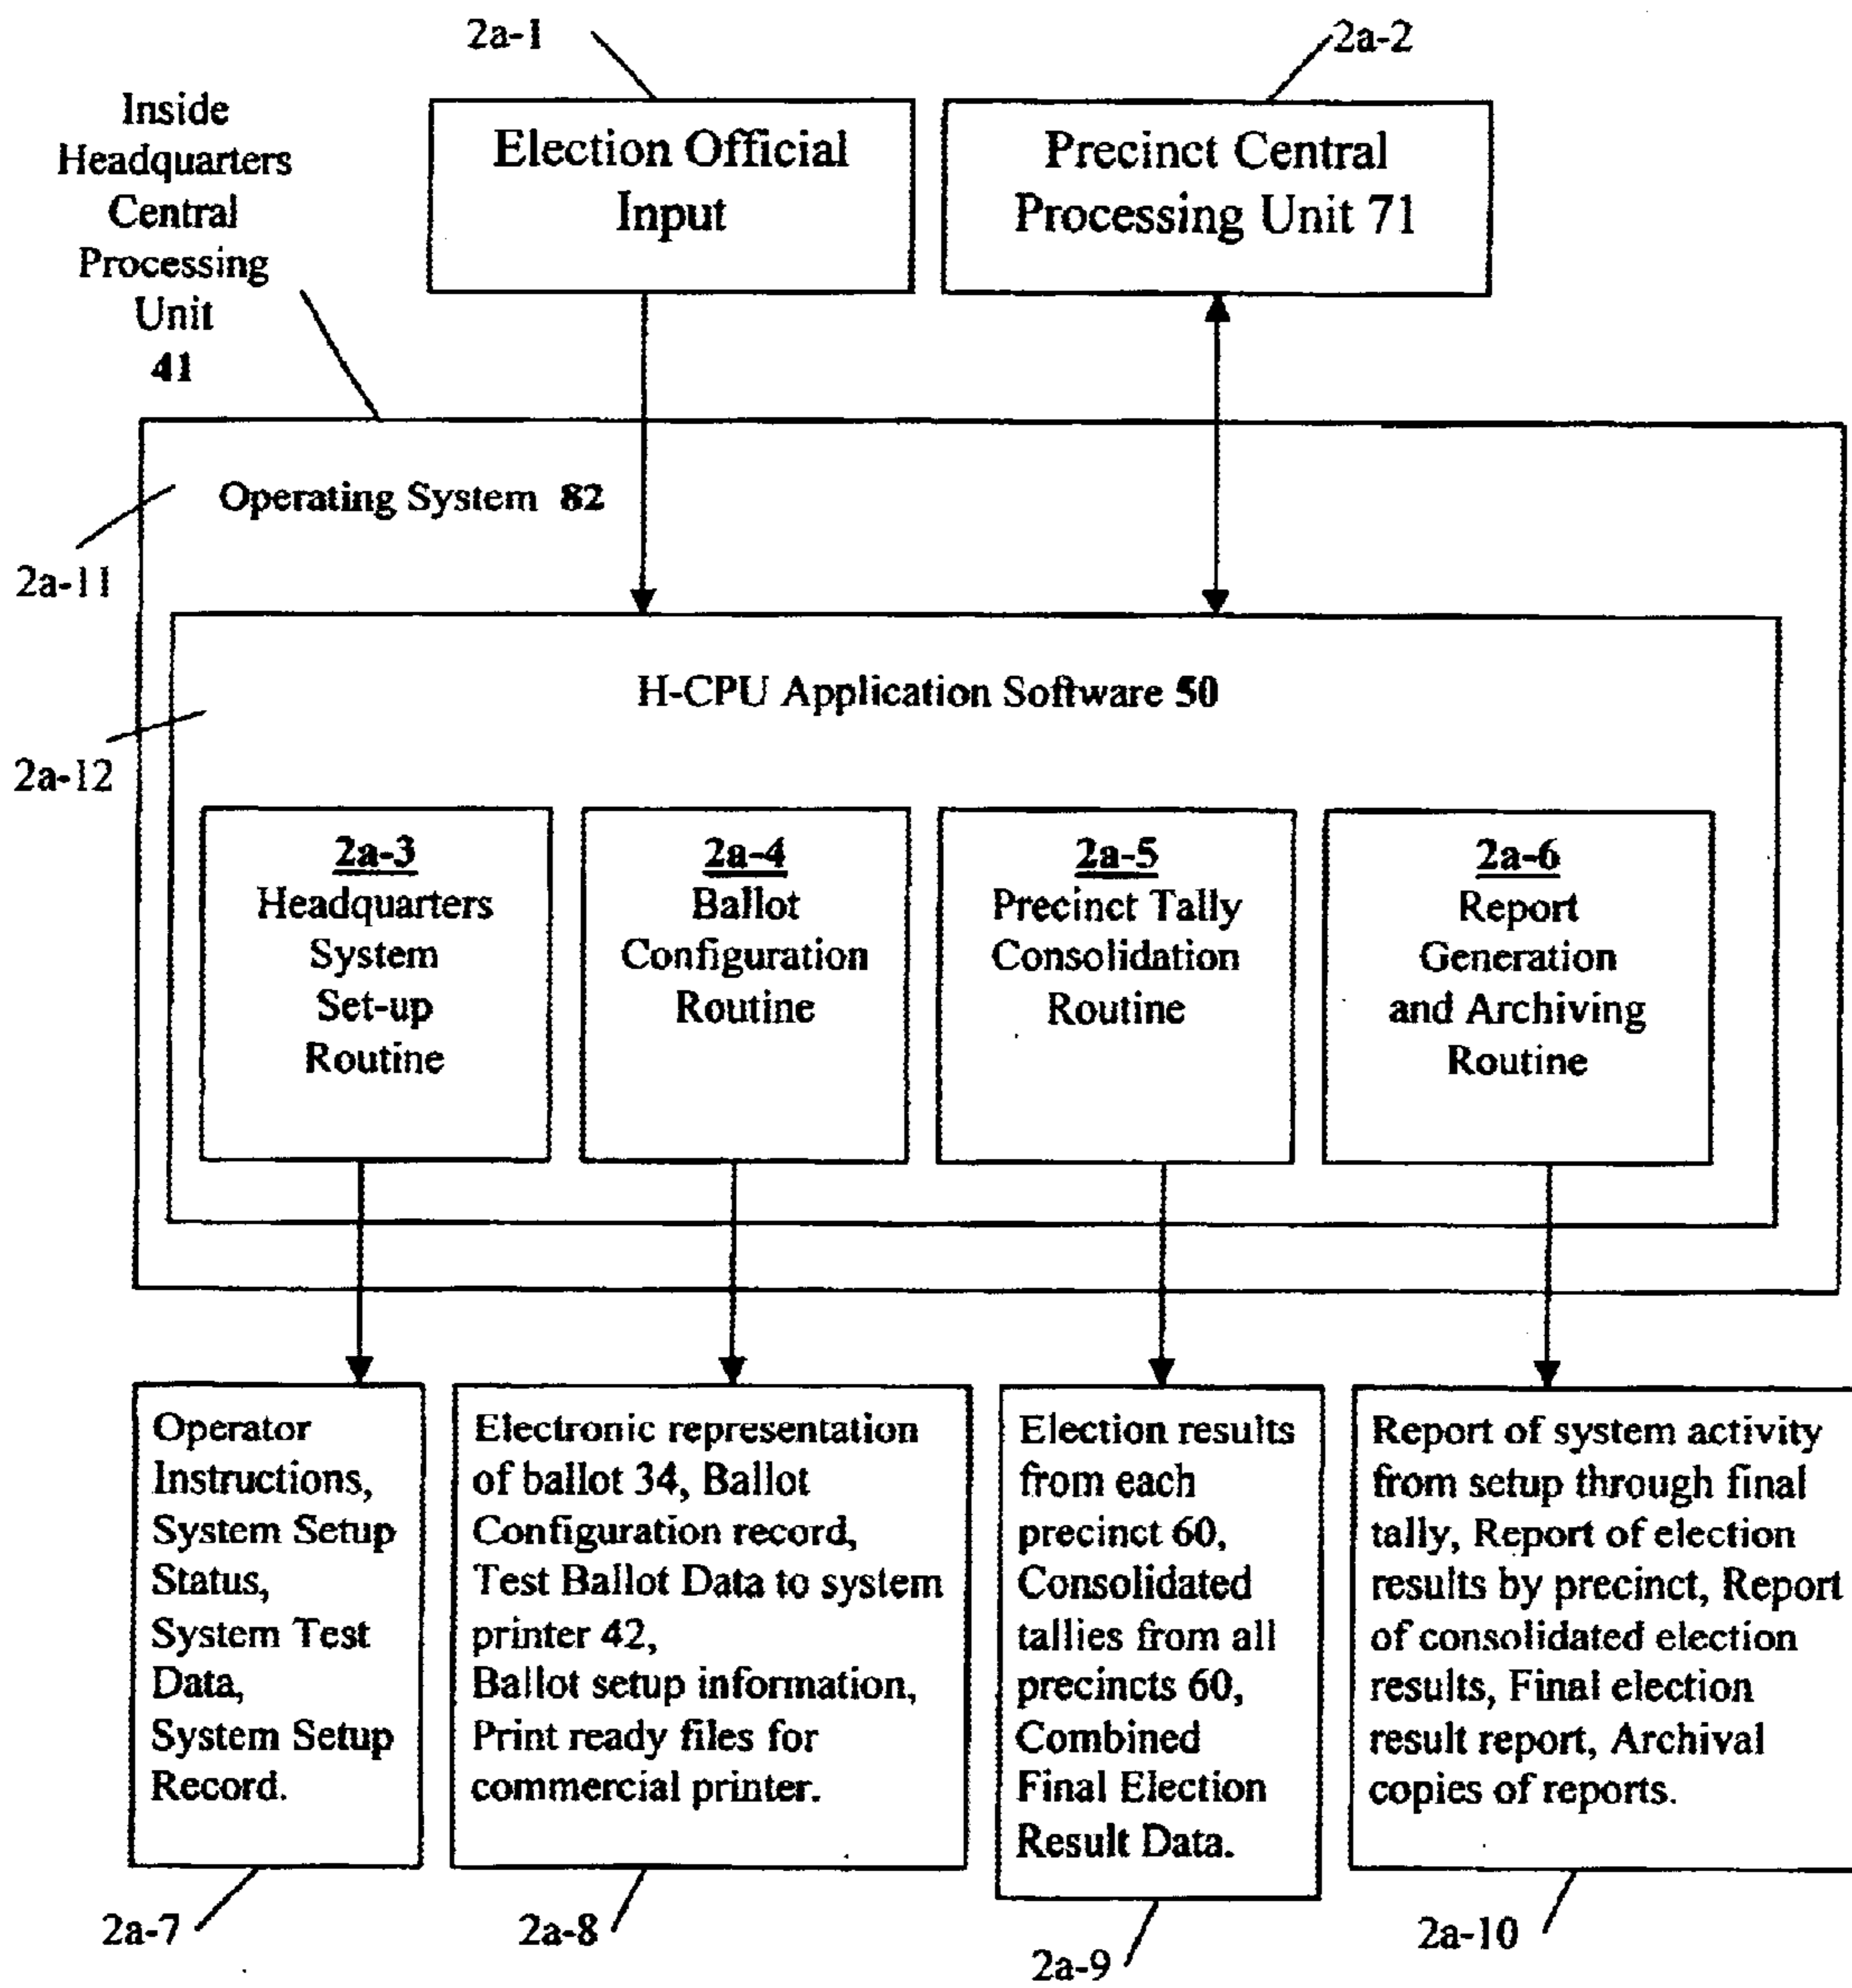 2a-1
2a-2
Inside
Headquarters
Central
Processing
Unit
41
Election Official
Input
Precinct Central
Processing Unit 71
Operating System 82
2a-11
H-CPU Application Software 50
2a-12
2a-3
Headquarters
System
Set-up
Routine
2a-4
Ballot
Configuration
Routine
2a-5
Precinct Tally
Consolidation
Routine
2a-6
Report
Generation
and Archiving
Routine
Operator
Instructions,
System Setup
Status,
System Test
Data,
System Setup
Record.
Electronic representation
of ballot 34, Ballot
Configuration record,
Test Ballot Data to system
printer 42,
Ballot setup information,
Print ready files for
commercial printer.
Election results
from each
precinct 60,
Consolidated
tallies from all
precincts 60,
Combined
Final Election
Result Data.
Report of system activity
from setup through final
tally, Report of election
results by precinct, Report
of consolidated election
results, Final election
result report, Archival
copies of reports.
2a-7
2a-8
2a-9
2a-10